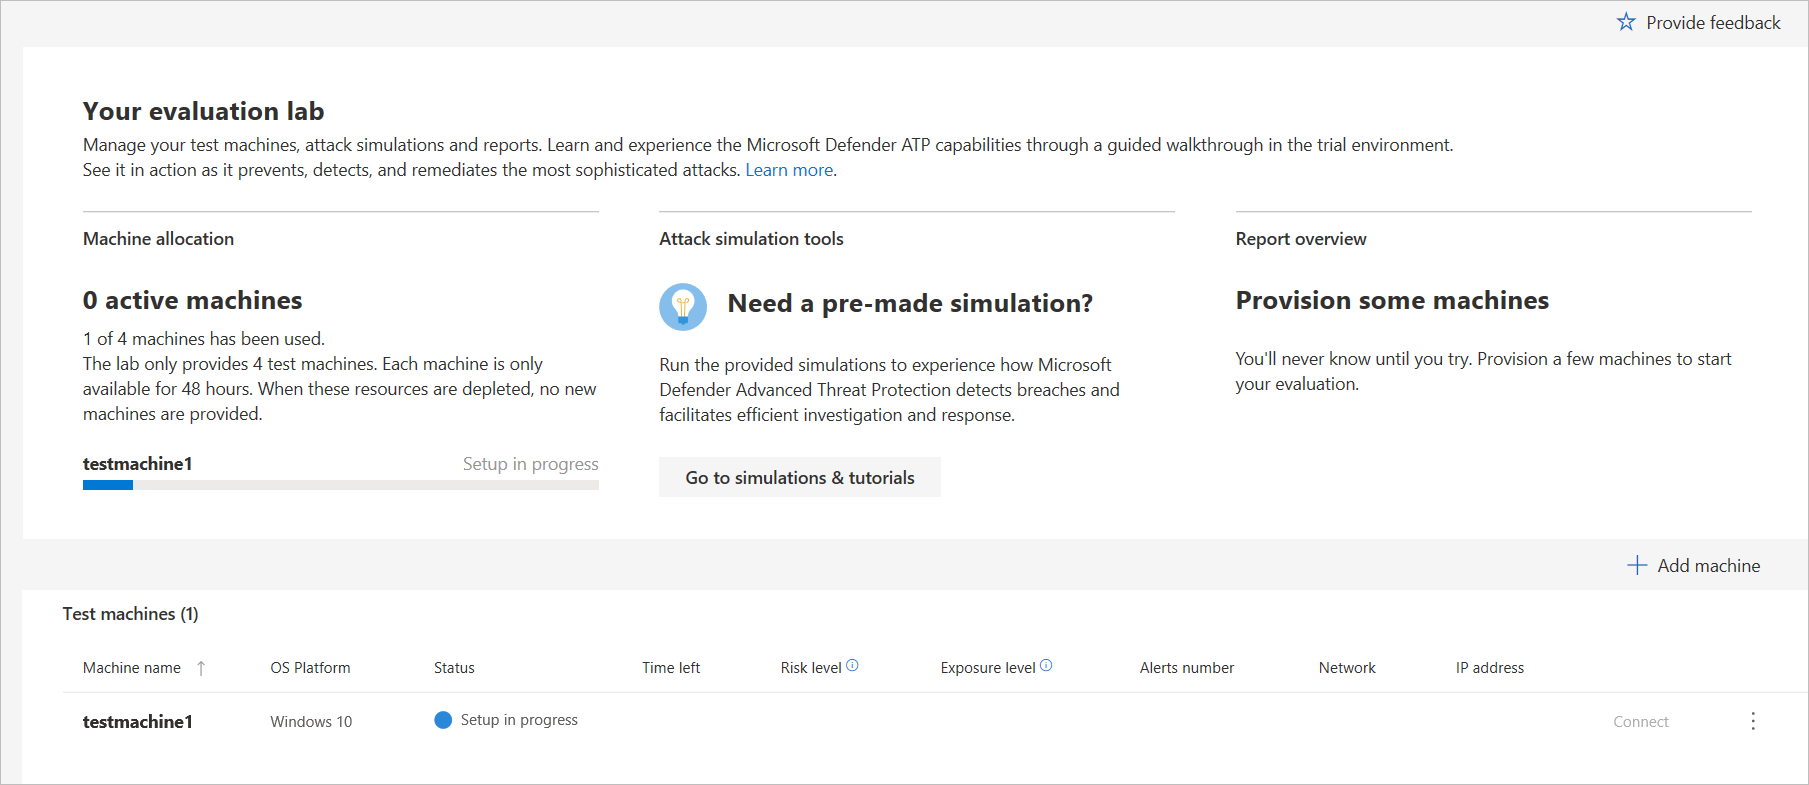 Provide feedback
Your evaluation lab
Manage your test machines, attack simulations and reports. Learn and experience the Microsoft Defender ATP capabilities through a guided walkthrough in the trial environment.
See it in action as it prevents, detects, and remediates the most sophisticated attacks. Learn more.
Machine allocation
0 active machines
1 of 4 machines has been used.
The lab only provides 4 test machines. Each machine is only
available for 48 hours. When these resources are depleted, no new
machines are provided.
testmachine1 Setup in progress
Attack simulation tools
Need a pre-made simulation?
Run the provided simulations to experience how Microsoft
Defender Advanced Threat Protection detects breaches and
facilitates efficient investigation and response.
Go to simulations & tutorials
Report overview
Provision some machines
You'll never know until you try. Provision a few machines to start
your evaluation.
Add machine
Test machines (1)
Machine name OS Platform Status Time left Risk level Exposure level Alerts number Network IP address
testmachine1 Windows 10 Setup in progress Connect